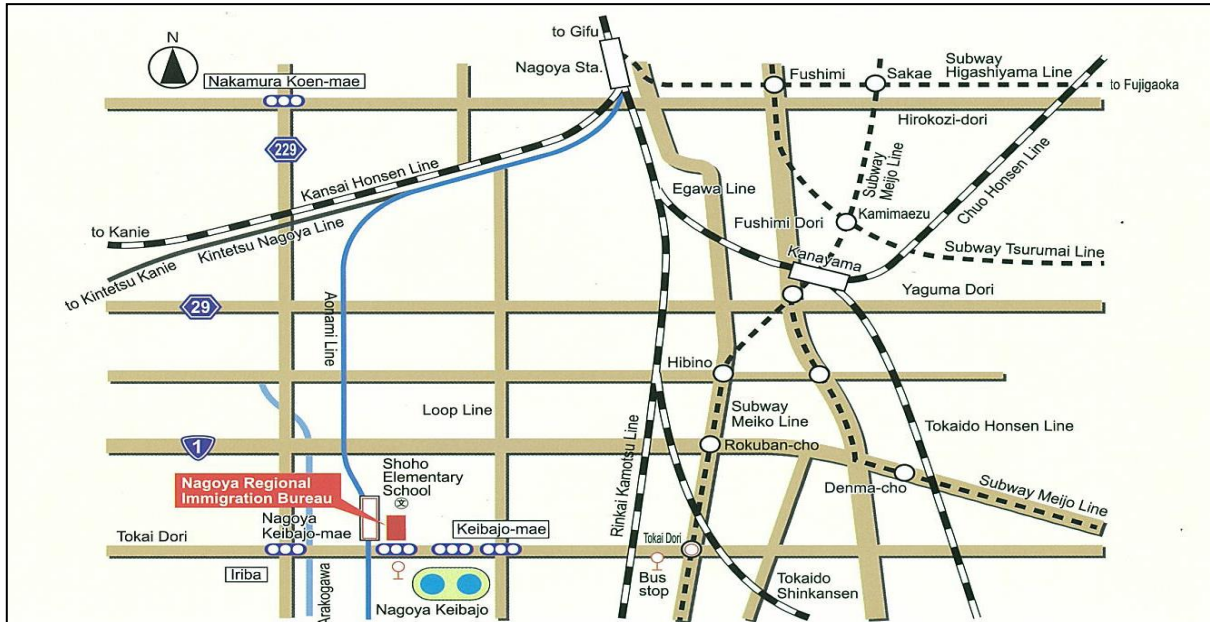 to Gifu
N
Nagoya Sta.
Nakamura Koen-mae
Fushimi
Sakae
Subway
Higashiyama Line
to Fujigaoka
Hirokozi-dori
229
Kansai Honsen Line
Subway
Meijo Line
Chuo Honsen Line
Egawa Line
Fushimi Dori
Kamimaezu
to Kanie
Kintetsu Nagoya Line
to Kintetsu Kanie
Kanayama
Subway Tsurumai Line
29
Yaguma Dori
Aonami Line
Hibino
Loop Line
Subway
Meiko Line
Tokaido Honsen Line
1
Rinkai Kamotsu Line
Rokuban-cho
Shoho
Elementary
School
文
Nagoya Regional
Immigration Bureau
Denma-cho
Subway Meijo Line
Nagoya
Keibajo-mae
Keibajo-mae
Tokai Dori
Tokai Dori
Iriba
Arakogawa
Nagoya Keibajo
Bus
stop
Tokaido
Shinkansen